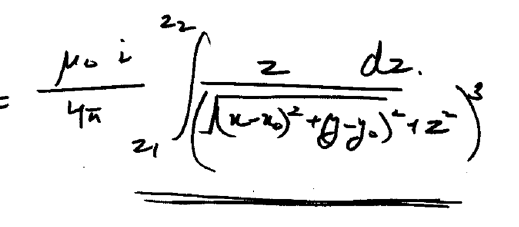 = μ₀ i / 4π ∫_{z₁}^{z₂} z dz. / (√((x-x₀)² + (y-y₀)² + z²))³